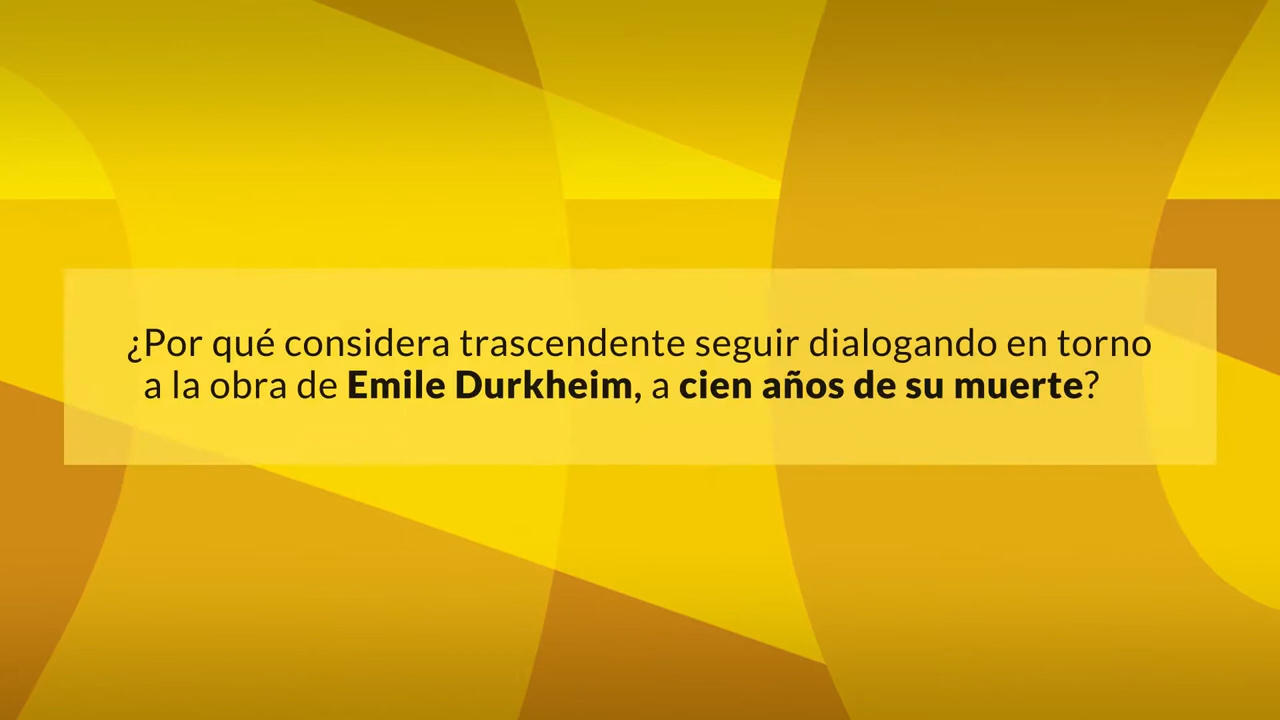 ¿Por qué considera trascendente seguir dialogando en torno
a la obra de Emile Durkheim, a cien años de su muerte?